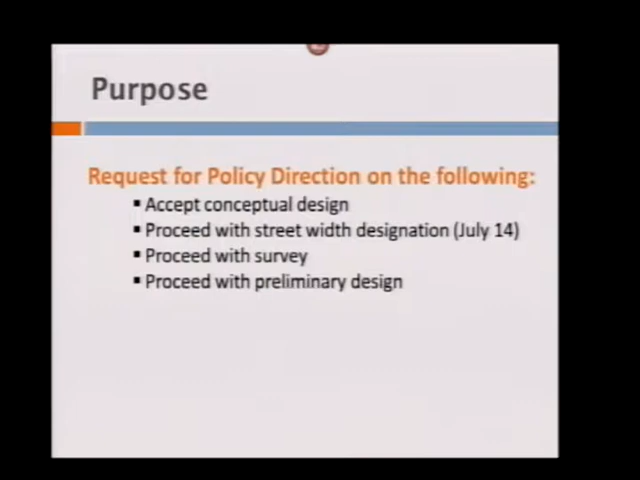 Purpose
Request for Policy Direction on the following:
▪ Accept conceptual design
▪ Proceed with street width designation (July 14)
▪ Proceed with survey
▪ Proceed with preliminary design